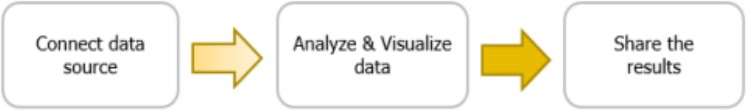 Connect data
source
Analyze & Visualize
data
Share the
results